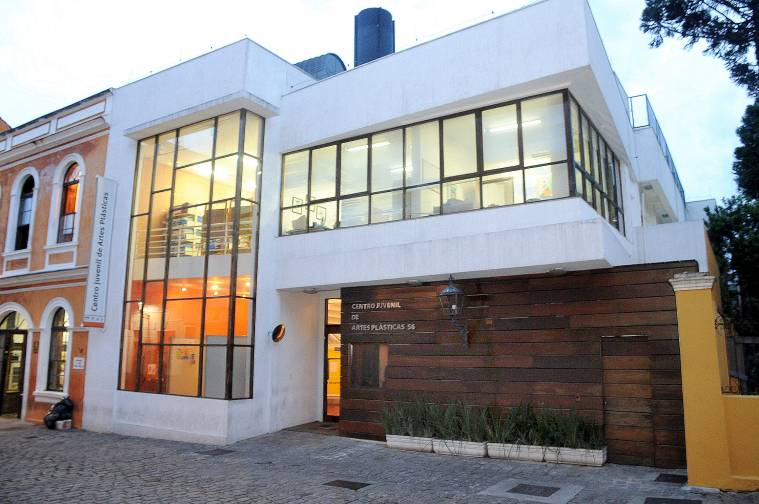 Centro Juvenil de Artes Plásticas
CENTRO JUVENIL
DE
ARTES PLÁSTICAS 56